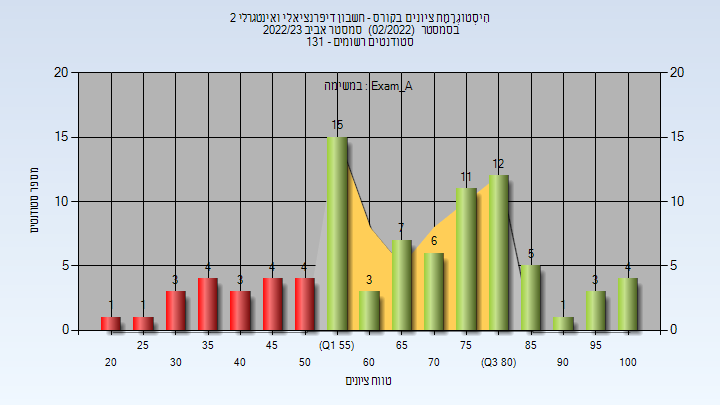 היסטוגרמת ציונים בקורס - חשבון דיפרנציאלי ואינטגרלי 2
בסמסטר (02/2022) סמסטר אביב 2022/23
סטודנטים רשומים - 131
במשימה : Exam_A
20 20
15 15
10 10
5 5
0 0
מספר סטודנטים
1 1 3 4 3 4 4 15 3 7 6 11 12 5 1 3 4
25 35 45 (Q1 55) 65 75 85 95
20 30 40 50 60 70 (Q3 80) 90 100
טווח ציונים